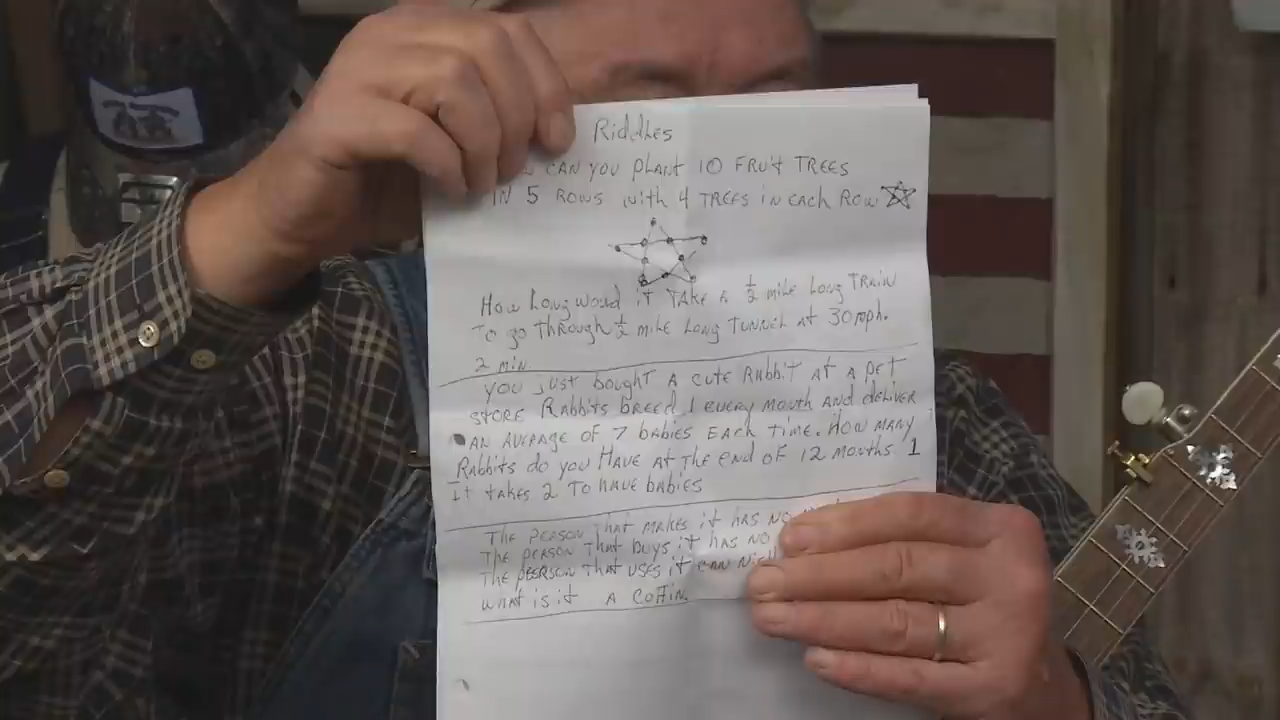 Riddles
CAN YOU PLANT 10 FRUIT TREES
IN 5 ROWS with 4 TREES IN EACH ROW
How Long would it TAKE A ½ mile Long TRAIN
TO go through ½ mile Long TUNNEL AT 30 mph.
2 min
YOU JUST bougHT A CUTE RABBIT AT A PET
STORE RABBITS BREED 1 EVERY MOUTH AND DELIVER
AN AVERAGE OF 7 babies EACH TIME. HOW MANY
RABBITS do you HAVE AT THE END OF 12 MONTHS 1
IT TAKES 2 TO HAVE BABIES
THE PERSON THAT MAKES iT HAS NO
THE PERSON THAT buys iT HAS NO
THE PERSON THAT USES iT CAN
WHAT is iT A COFFIN.